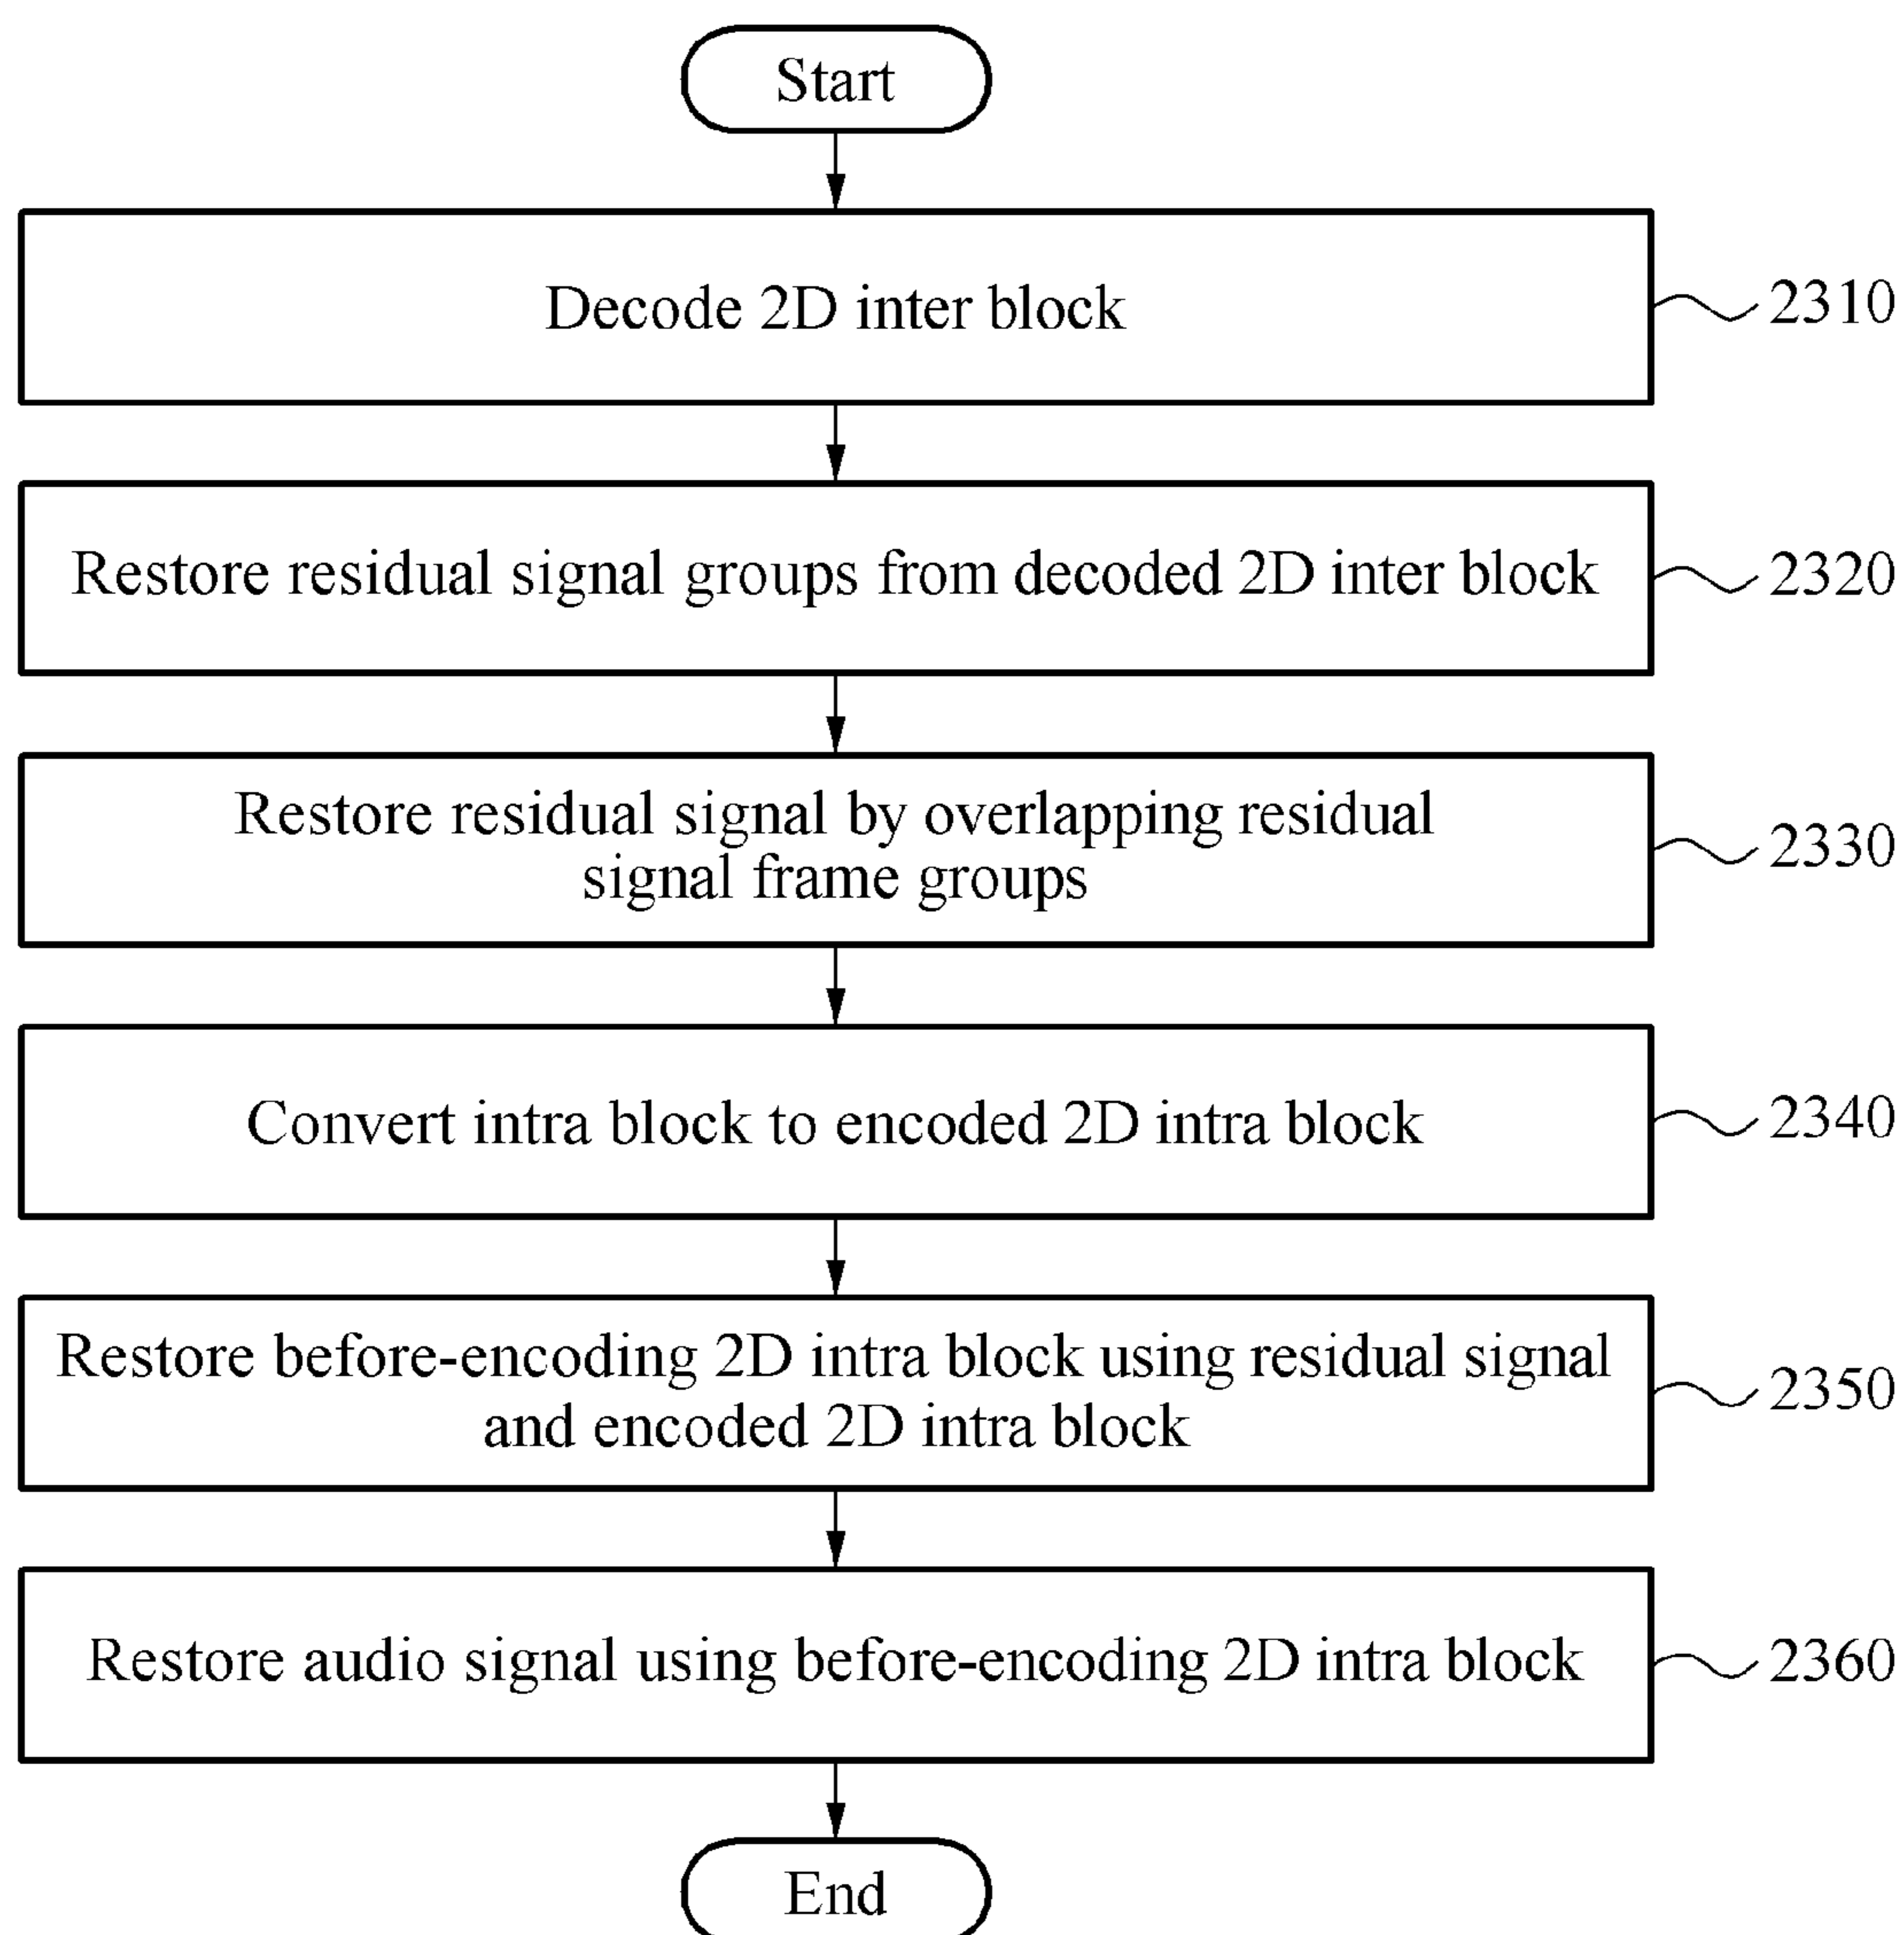 Start
Decode 2D inter block
2310
Restore residual signal groups from decoded 2D inter block
2320
Restore residual signal by overlapping residual
signal frame groups
2330
Convert intra block to encoded 2D intra block
2340
Restore before-encoding 2D intra block using residual signal
and encoded 2D intra block
2350
Restore audio signal using before-encoding 2D intra block
2360
End